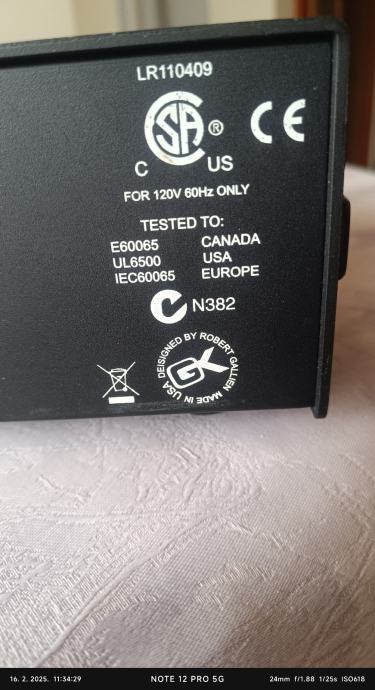 LR110409
CSA ®
C US
CE
FOR 120V 60Hz ONLY
TESTED TO:
E60065 CANADA
UL6500 USA
IEC60065 EUROPE
N382
DEISIGNED BY ROBERT GALLIEN MADE IN USA
GK
16. 2. 2025. 11:34:29 NOTE 12 PRO 5G 24mm f/1.88 1/25s ISO618